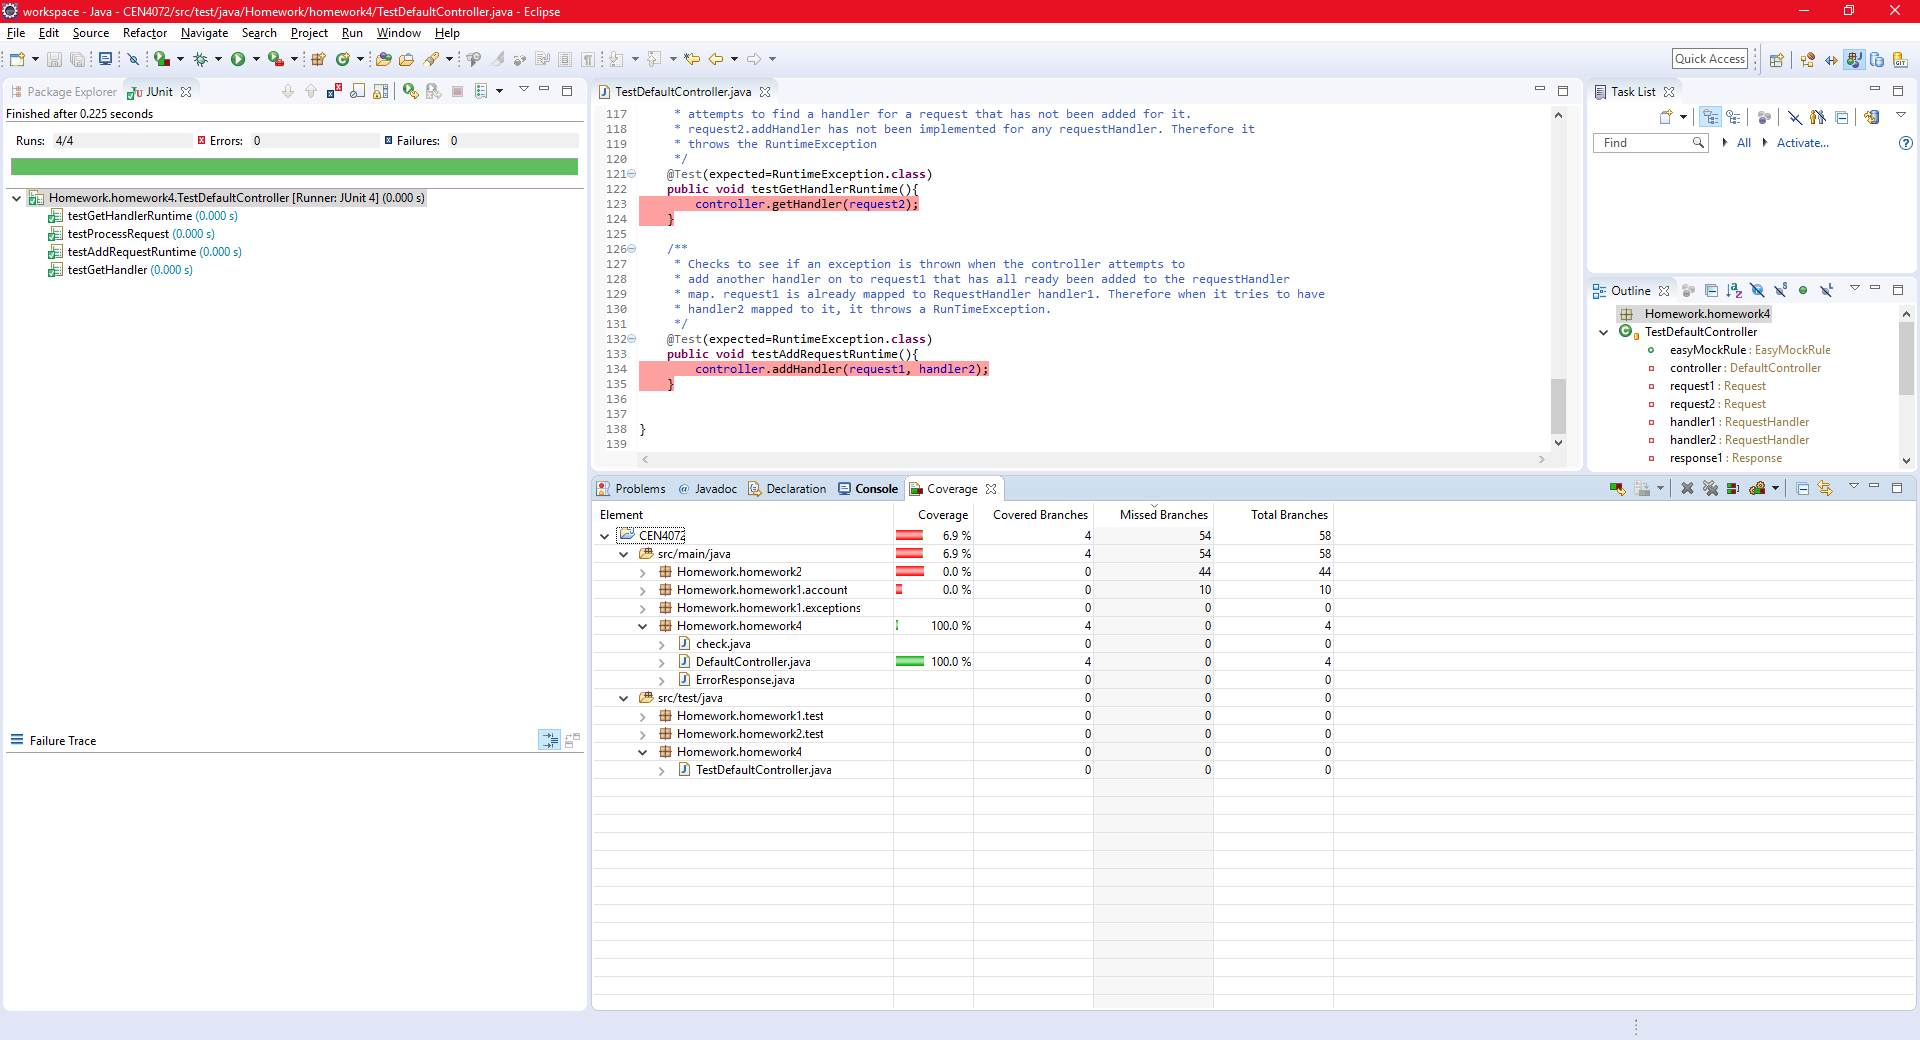 workspace - Java - CEN4072/src/test/java/Homework/homework4/TestDefaultController.java - Eclipse
File Edit Source Refactor Navigate Search Project Run Window Help
Quick Access
Package Explorer JUnit
Finished after 0.225 seconds
Runs: 4/4 Errors: 0 Failures: 0
Homework.homework4.TestDefaultController [Runner: JUnit 4] (0.000 s)
testGetHandlerRuntime (0.000 s)
testProcessRequest (0.000 s)
testAddRequestRuntime (0.000 s)
testGetHandler (0.000 s)
Failure Trace
TestDefaultController.java
117 * attempts to find a handler for a request that has not been added for it.
118 * request2.addHandler has not been implemented for any requestHandler. Therefore it
119 * throws the RuntimeException
120 */
121 @Test(expected=RuntimeException.class)
122 public void testGetHandlerRuntime(){
123 controller.getHandler(request2);
124 }
125
126 /**
127 * Checks to see if an exception is thrown when the controller attempts to
128 * add another handler on to request1 that has all ready been added to the requestHandler
129 * map. request1 is already mapped to RequestHandler handler1. Therefore when it tries to have
130 * handler2 mapped to it, it throws a RunTimeException.
131 */
132 @Test(expected=RuntimeException.class)
133 public void testAddRequestRuntime(){
134 controller.addHandler(request1, handler2);
135 }
136
137
138 }
139
Task List
Find All Activate...
Outline
Homework.homework4
TestDefaultController
easyMockRule : EasyMockRule
controller : DefaultController
request1 : Request
request2 : Request
handler1 : RequestHandler
handler2 : RequestHandler
response1 : Response
Problems @ Javadoc Declaration Console Coverage
Element Coverage Covered Branches Missed Branches Total Branches
CEN4072 6.9 % 4 54 58
src/main/java 6.9 % 4 54 58
Homework.homework2 0.0 % 0 44 44
Homework.homework1.account 0.0 % 0 10 10
Homework.homework1.exceptions 0 0 0
Homework.homework4 100.0 % 4 0 4
check.java 0 0 0
DefaultController.java 100.0 % 4 0 4
ErrorResponse.java 0 0 0
src/test/java 0 0 0
Homework.homework1.test 0 0 0
Homework.homework2.test 0 0 0
Homework.homework4 0 0 0
TestDefaultController.java 0 0 0